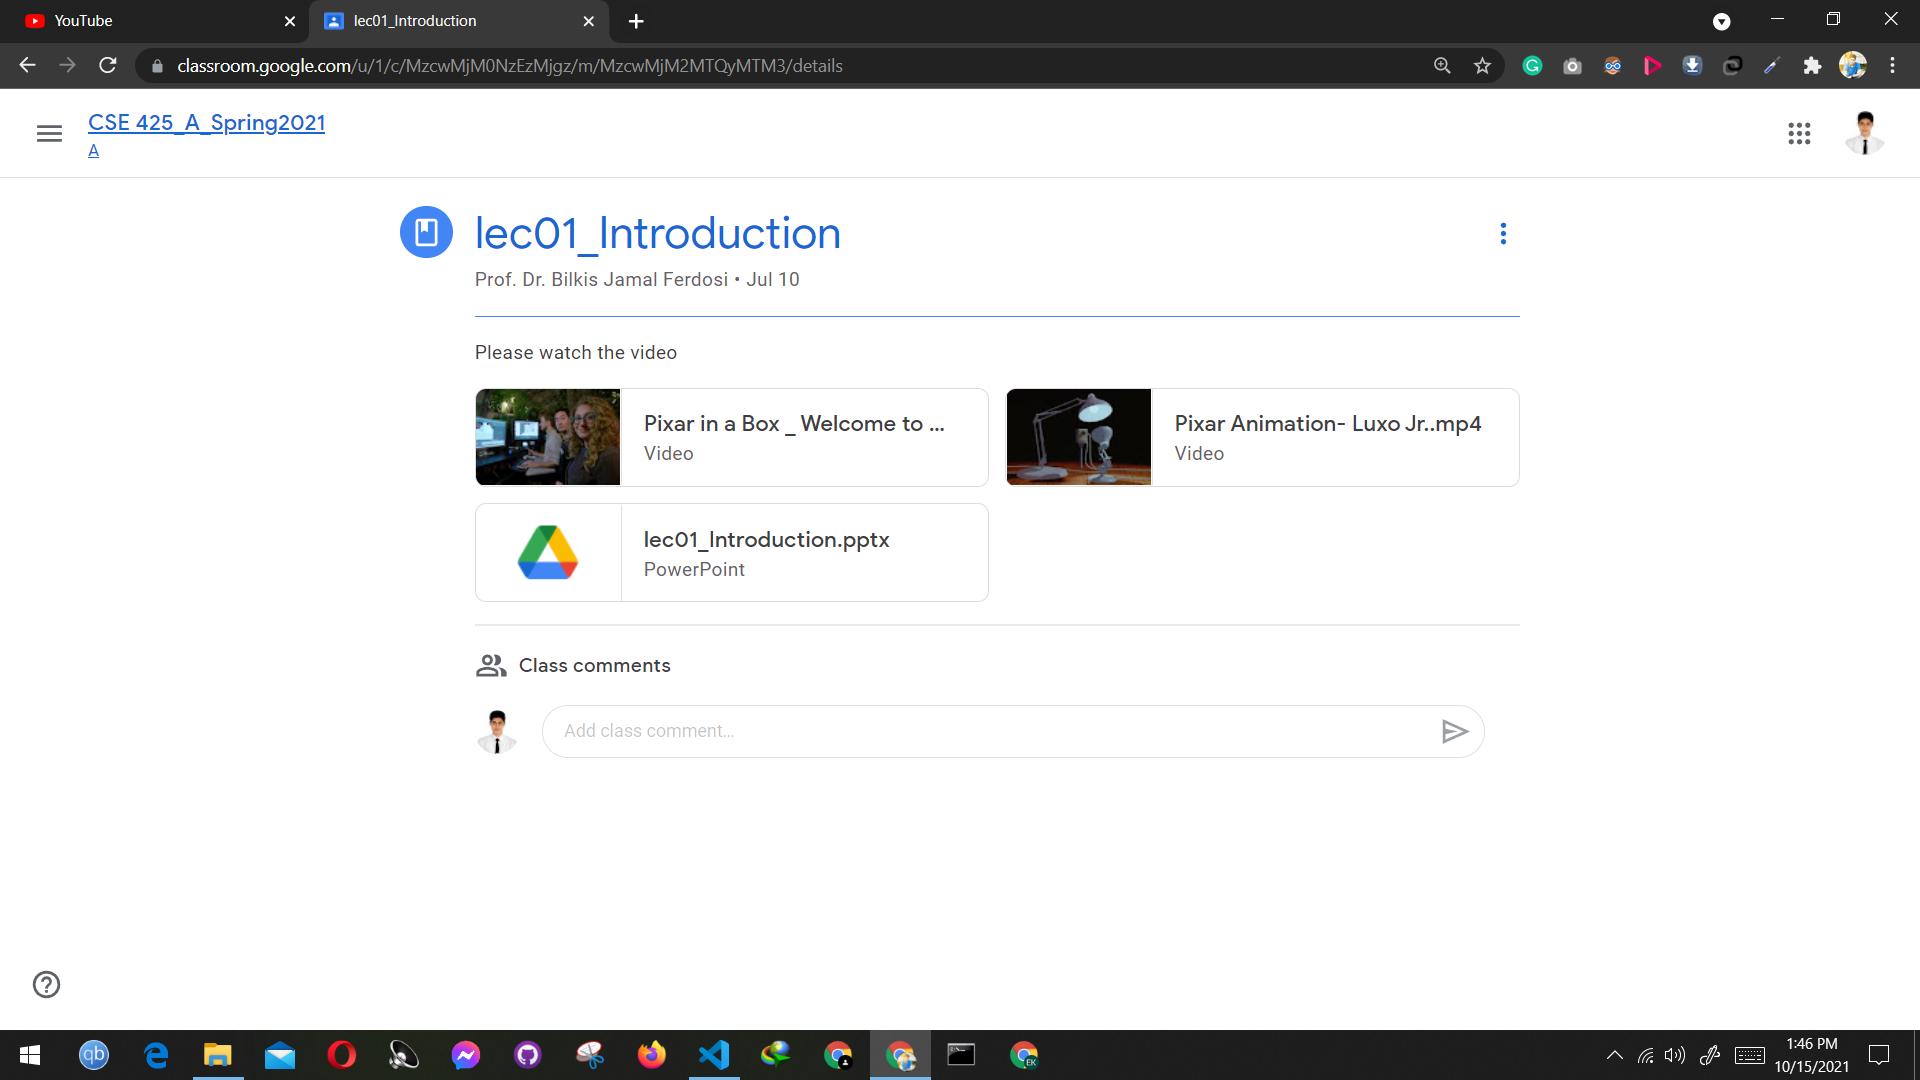 YouTube
lec01_Introduction
classroom.google.com/u/1/c/MzcwMjM0NzEzMjgz/m/MzcwMjM2MTQyMTM3/details
CSE 425_A_Spring2021
A
lec01_Introduction
Prof. Dr. Bilkis Jamal Ferdosi • Jul 10
Please watch the video
Pixar in a Box _ Welcome to ...
Video
Pixar Animation- Luxo Jr..mp4
Video
lec01_Introduction.pptx
PowerPoint
Class comments
Add class comment...
qb
EK
1:46 PM
10/15/2021